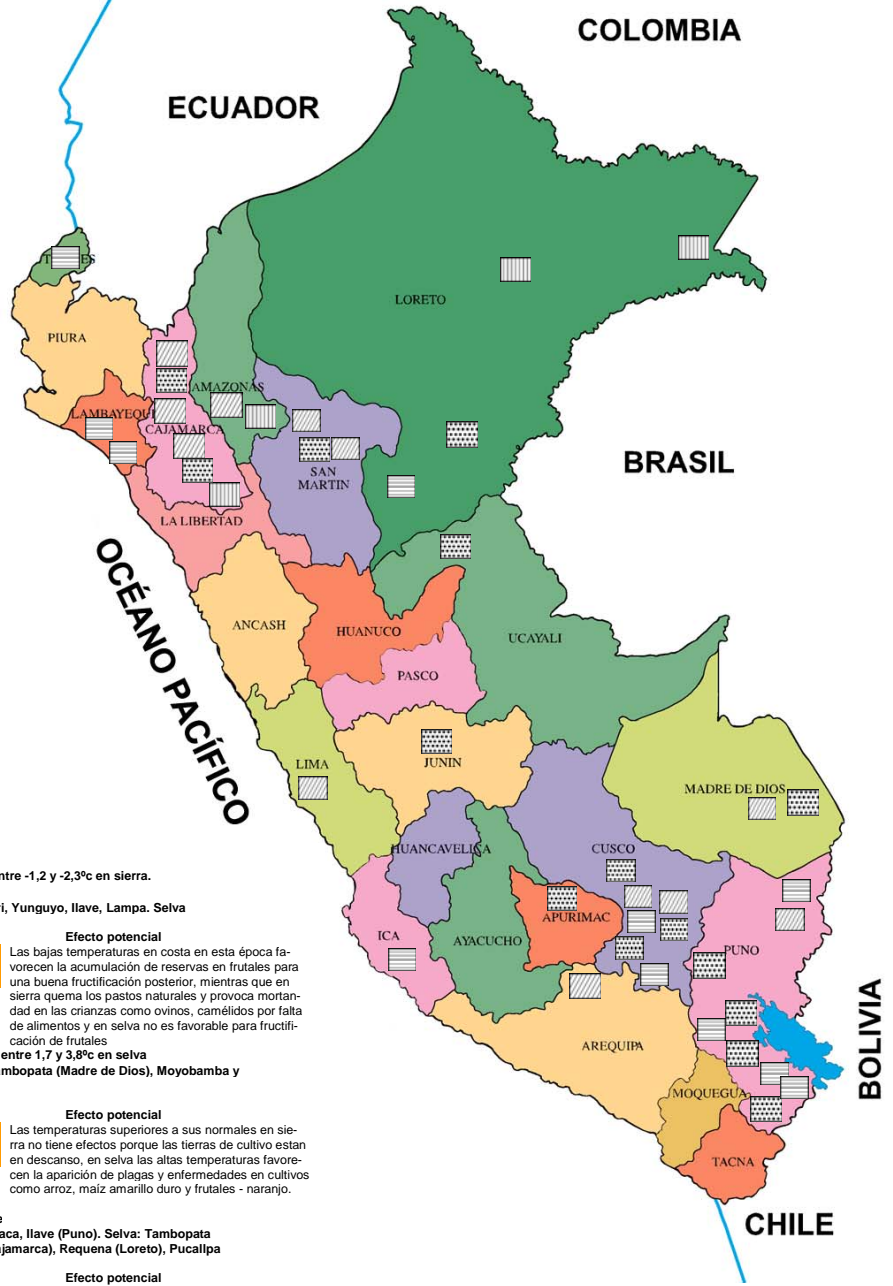 COLOMBIA
ECUADOR
LORETO
PIURA
AMAZONAS
LAMBAYEQU
CAJAMARCA
SAN
MARTIN
BRASIL
LA LIBERTAD
OCÉANO PACÍFICO
ANCASH
HUANUCO
UCAYALI
PASCO
LIMA
JUNIN
MADRE DE DIOS
HUANCAVELICA
CUSCO
APURIMAC
ICA
AYACUCHO
PUNO
AREQUIPA
BOLIVIA
MOQUEGUA
TACNA
CHILE
ntre -1,2 y -2,3ºc en sierra.
i, Yunguyo, Ilave, Lampa. Selva
Efecto potencial
Las bajas temperaturas en costa en esta época fa-
vorecen la acumulación de reservas en frutales para
una buena fructificación posterior, mientras que en
sierra quema los pastos naturales y provoca mortan-
dad en las crianzas como ovinos, camélidos por falta
de alimentos y en selva no es favorable para fructifi-
cación de frutales
entre 1,7 y 3,8ºc en selva
mbopata (Madre de Dios), Moyobamba y
Efecto potencial
Las temperaturas superiores a sus normales en sie-
rra no tiene efectos porque las tierras de cultivo estan
en descanso, en selva las altas temperaturas favore-
cen la aparición de plagas y enfermedades en cultivos
como arroz, maíz amarillo duro y frutales - naranjo.
e
aca, Ilave (Puno). Selva: Tambopata
ajamarca), Requena (Loreto), Pucallpa
Efecto potencial